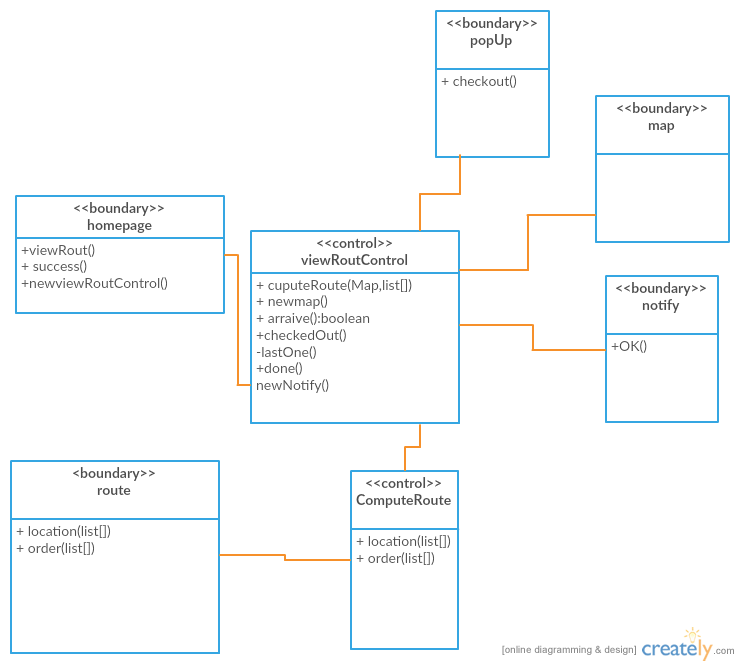 <<boundary>>
popUp
+ checkout()
<<boundary>>
map
<<boundary>>
homepage
+viewRout()
+ success()
+newviewRoutControl()
<<control>>
viewRoutControl
+ cuputeRoute(Map,list[])
+ newmap()
+ arraive():boolean
+checkedOut()
-lastOne()
+done()
newNotify()
<<boundary>>
notify
+OK()
<boundary>>
route
+ location(list[])
+ order(list[])
<<control>>
ComputeRoute
+ location(list[])
+ order(list[])
[online diagramming & design] creately.com